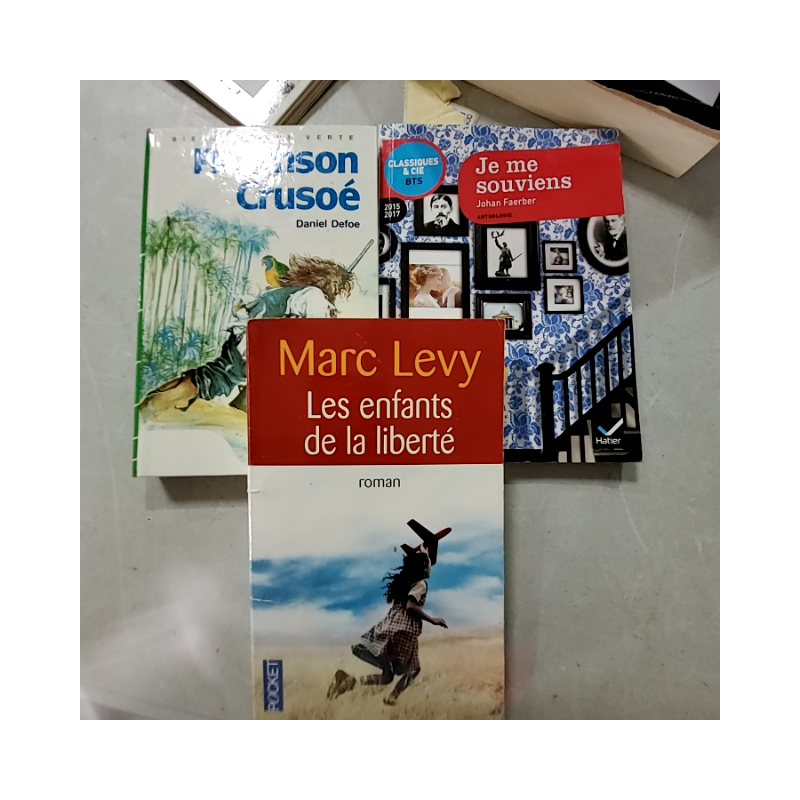 VERTE
Robinson
Crusoé
Daniel Defoe
CLASSIQUES
& CIE
BTS
2015
2017
Je me
souviens
Johan Faerber
ANTHOLOGIE
Hatier
Marc Levy
Les enfants
de la liberté
roman
POCKET